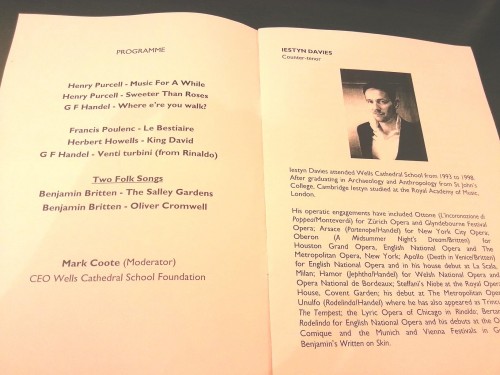 PROGRAMME
Henry Purcell - Music For A While
Henry Purcell - Sweeter Than Roses
G F Handel - Where e're you walk?
Francis Poulenc - Le Bestiaire
Herbert Howells - King David
G F Handel - Venti turbini (from Rinaldo)
Two Folk Songs
Benjamin Britten - The Salley Gardens
Benjamin Britten - Oliver Cromwell
Mark Coote (Moderator)
CEO Wells Cathedral School Foundation
IESTYN DAVIES
Counter-tenor
Iestyn Davies attended Wells Cathedral School from 1993 to 1998.
After graduating in Archaeology and Anthropology from St John's
College, Cambridge Iestyn studied at the Royal Academy of Music,
London.
His operatic engagements have included Ottone (L'incoronazione di
Poppea/Monteverdi) for Zürich Opera and Glyndebourne Festival
Opera; Arsace (Partenope/Handel) for New York City Opera,
Oberon (A Midsummer Night's Dream/Britten) for
Houston Grand Opera, English National Opera and The
Metropolitan Opera, New York; Apollo (Death in Venice/Britten)
for English National Opera and in his house debut at La Scala,
Milan; Hamor (Jephtha/Handel) for Welsh National Opera and
Opera National de Bordeaux; Steffani's Niobe at the Royal Opera
House, Covent Garden; his debut at The Metropolitan Opera
Unulfo (Rodelinda/Handel) where he has also appeared as Trincu
The Tempest; the Lyric Opera of Chicago in Rinaldo; Bertar
Rodelinda for English National Opera and his debuts at the O
Comique and the Munich and Vienna Festivals in G
Benjamin's Written on Skin.